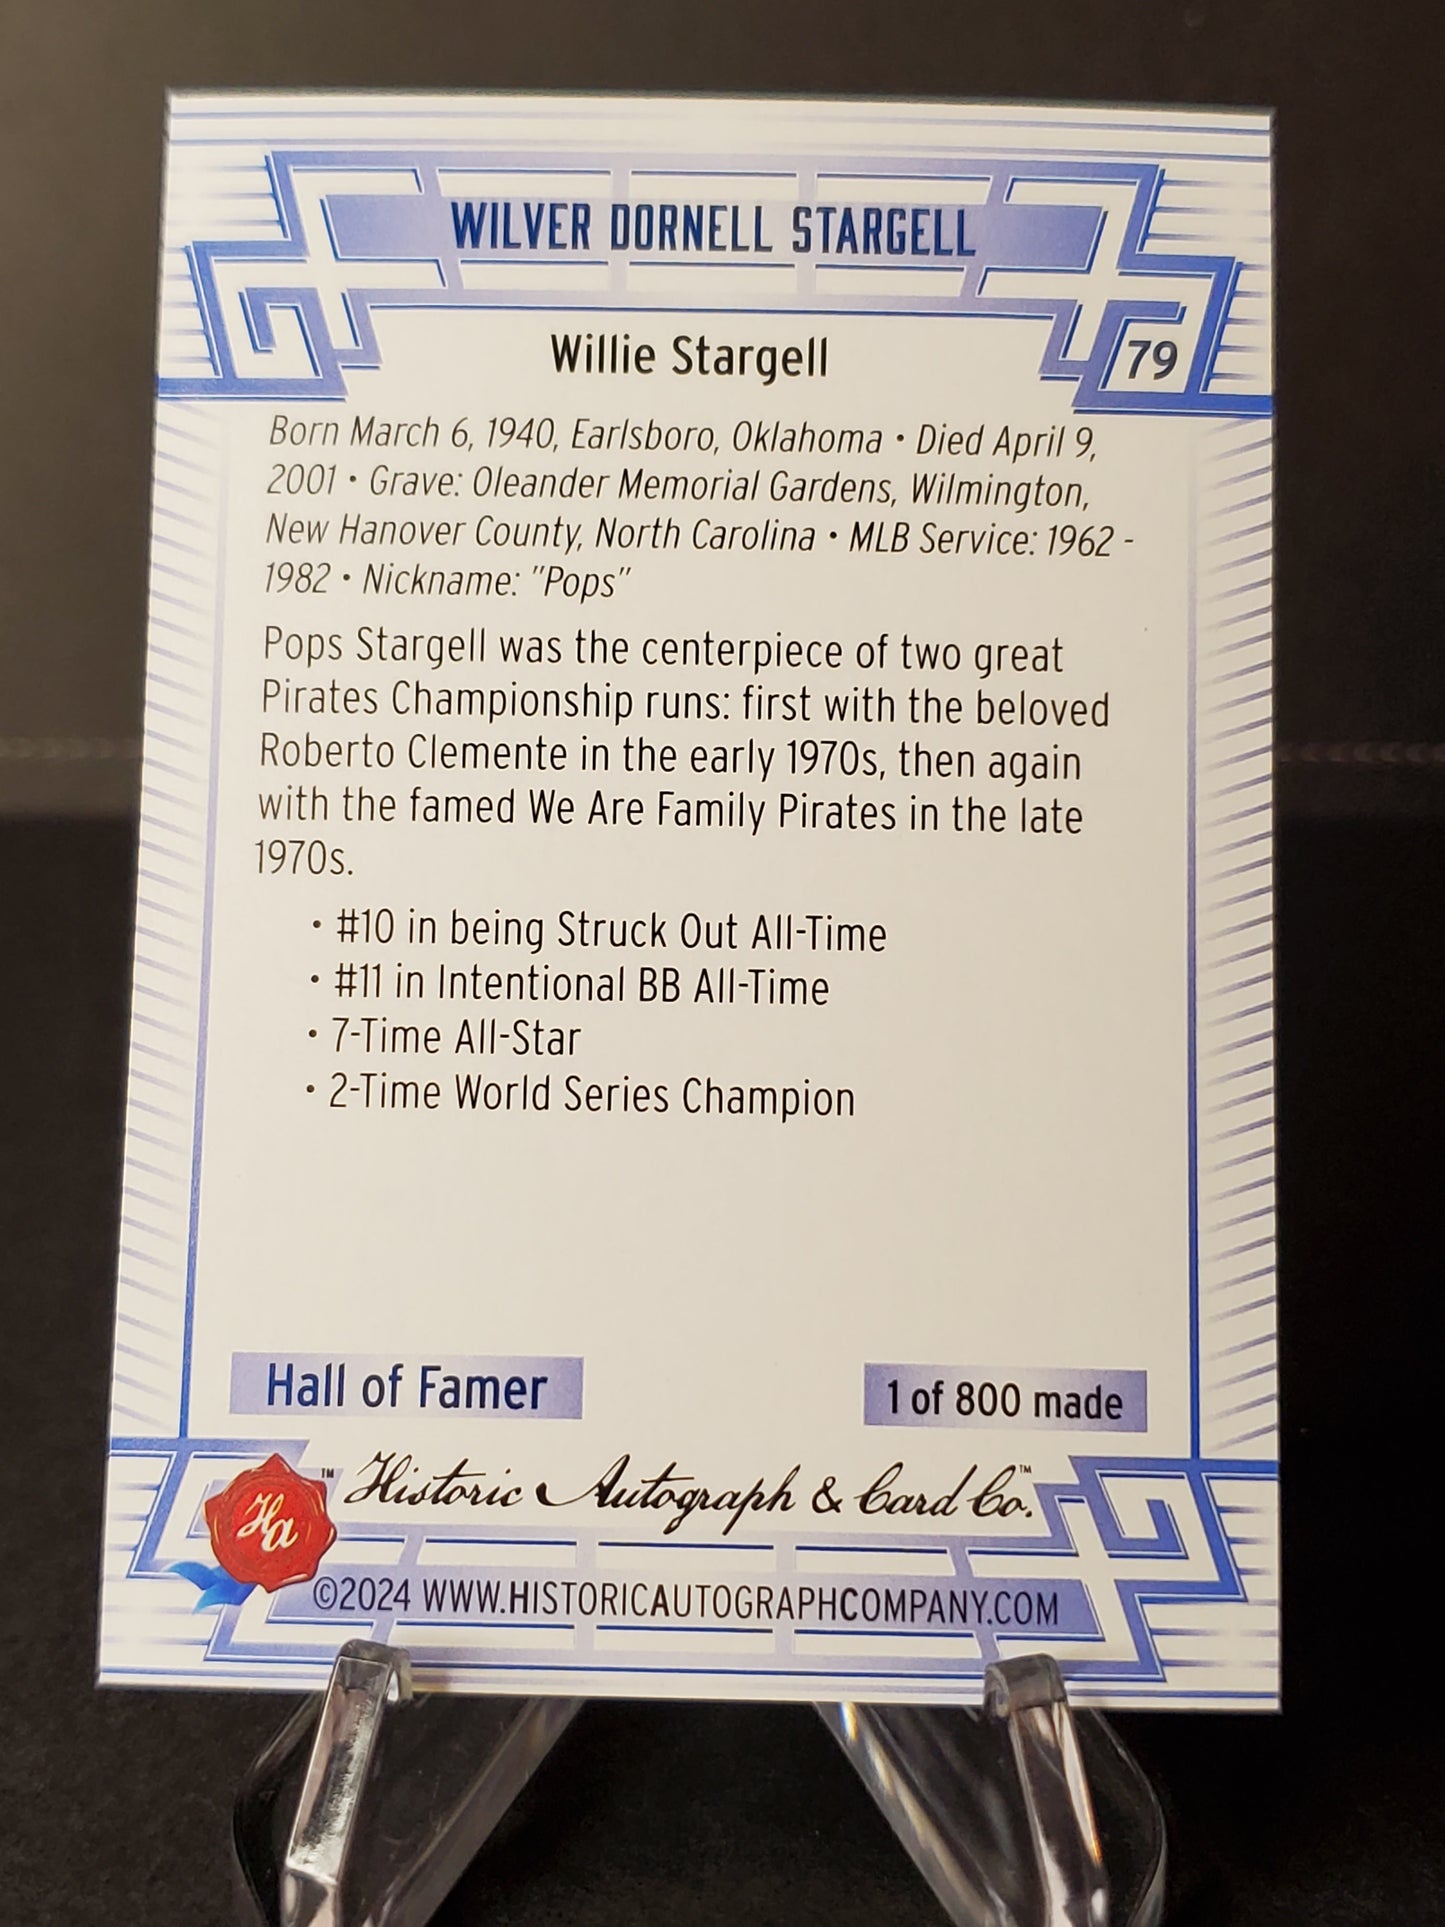 WILVER DORNELL STARGELL
Willie Stargell
79
Born March 6, 1940, Earlsboro, Oklahoma • Died April 9,
2001 • Grave: Oleander Memorial Gardens, Wilmington,
New Hanover County, North Carolina • MLB Service: 1962 -
1982 • Nickname: "Pops"
Pops Stargell was the centerpiece of two great
Pirates Championship runs: first with the beloved
Roberto Clemente in the early 1970s, then again
with the famed We Are Family Pirates in the late
1970s.
• #10 in being Struck Out All-Time
• #11 in Intentional BB All-Time
• 7-Time All-Star
• 2-Time World Series Champion
Hall of Famer
1 of 800 made
Ha ™ Historic Autograph & Card Co.™
©2024 WWW.HISTORICAUTOGRAPHCOMPANY.COM